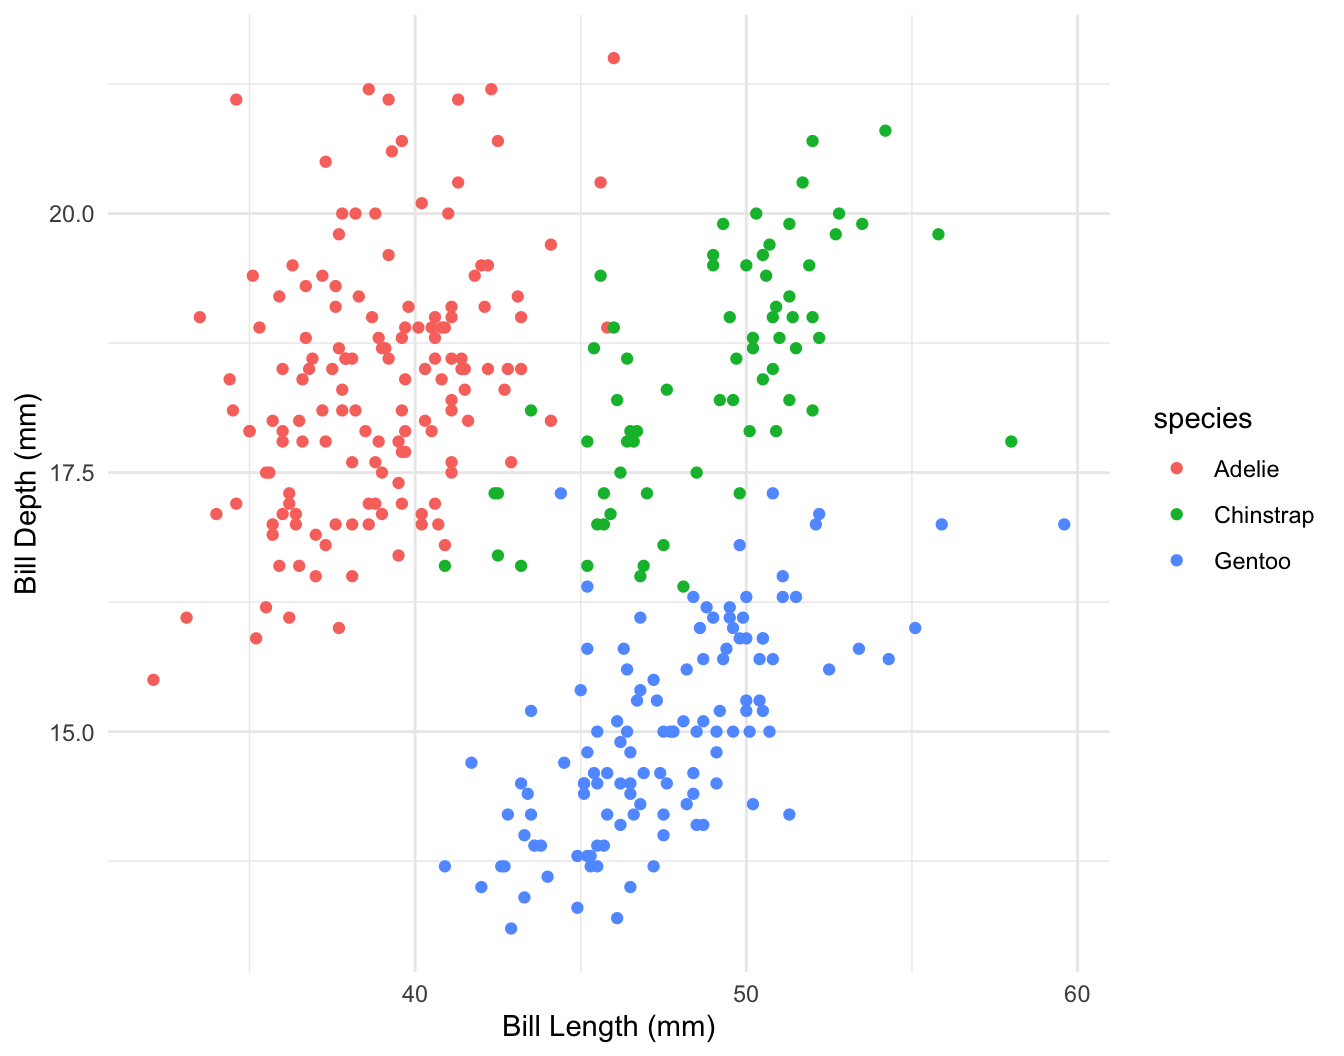 20.0
17.5
15.0
40
50
60
Bill Length (mm)
Bill Depth (mm)
species
Adelie
Chinstrap
Gentoo